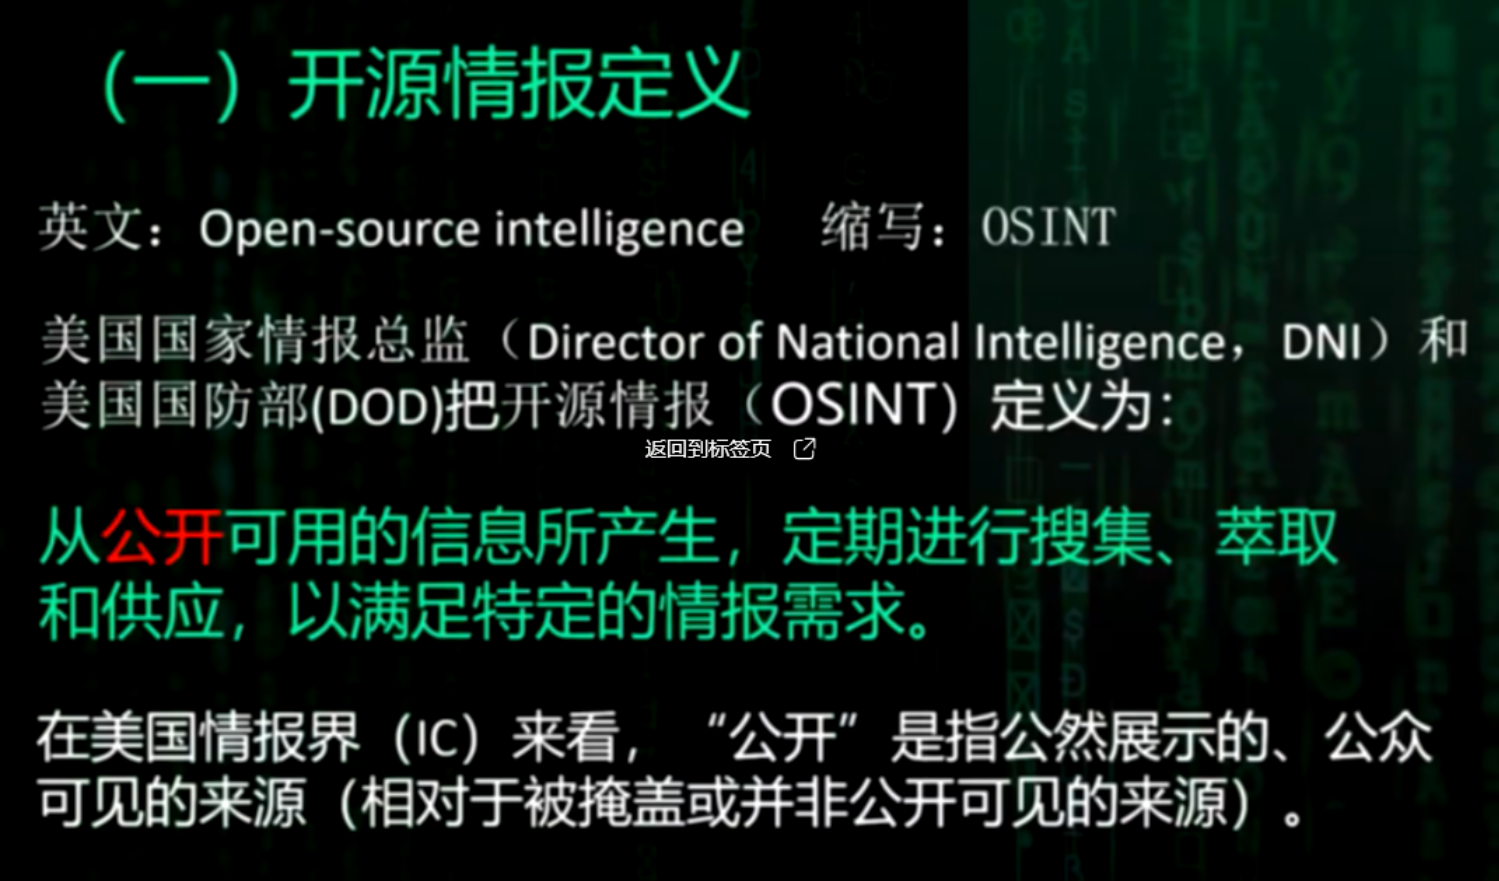 （一）开源情报定义
英文：Open-source intelligence 缩写：OSINT
美国国家情报总监（Director of National Intelligence，DNI）和
美国国防部(DOD)把开源情报（OSINT）定义为：
返回到标签页
从公开可用的信息所产生，定期进行搜集、萃取
和供应，以满足特定的情报需求。
在美国情报界（IC）来看，“公开”是指公然展示的、公众
可见的来源（相对于被掩盖或并非公开可见的来源）。